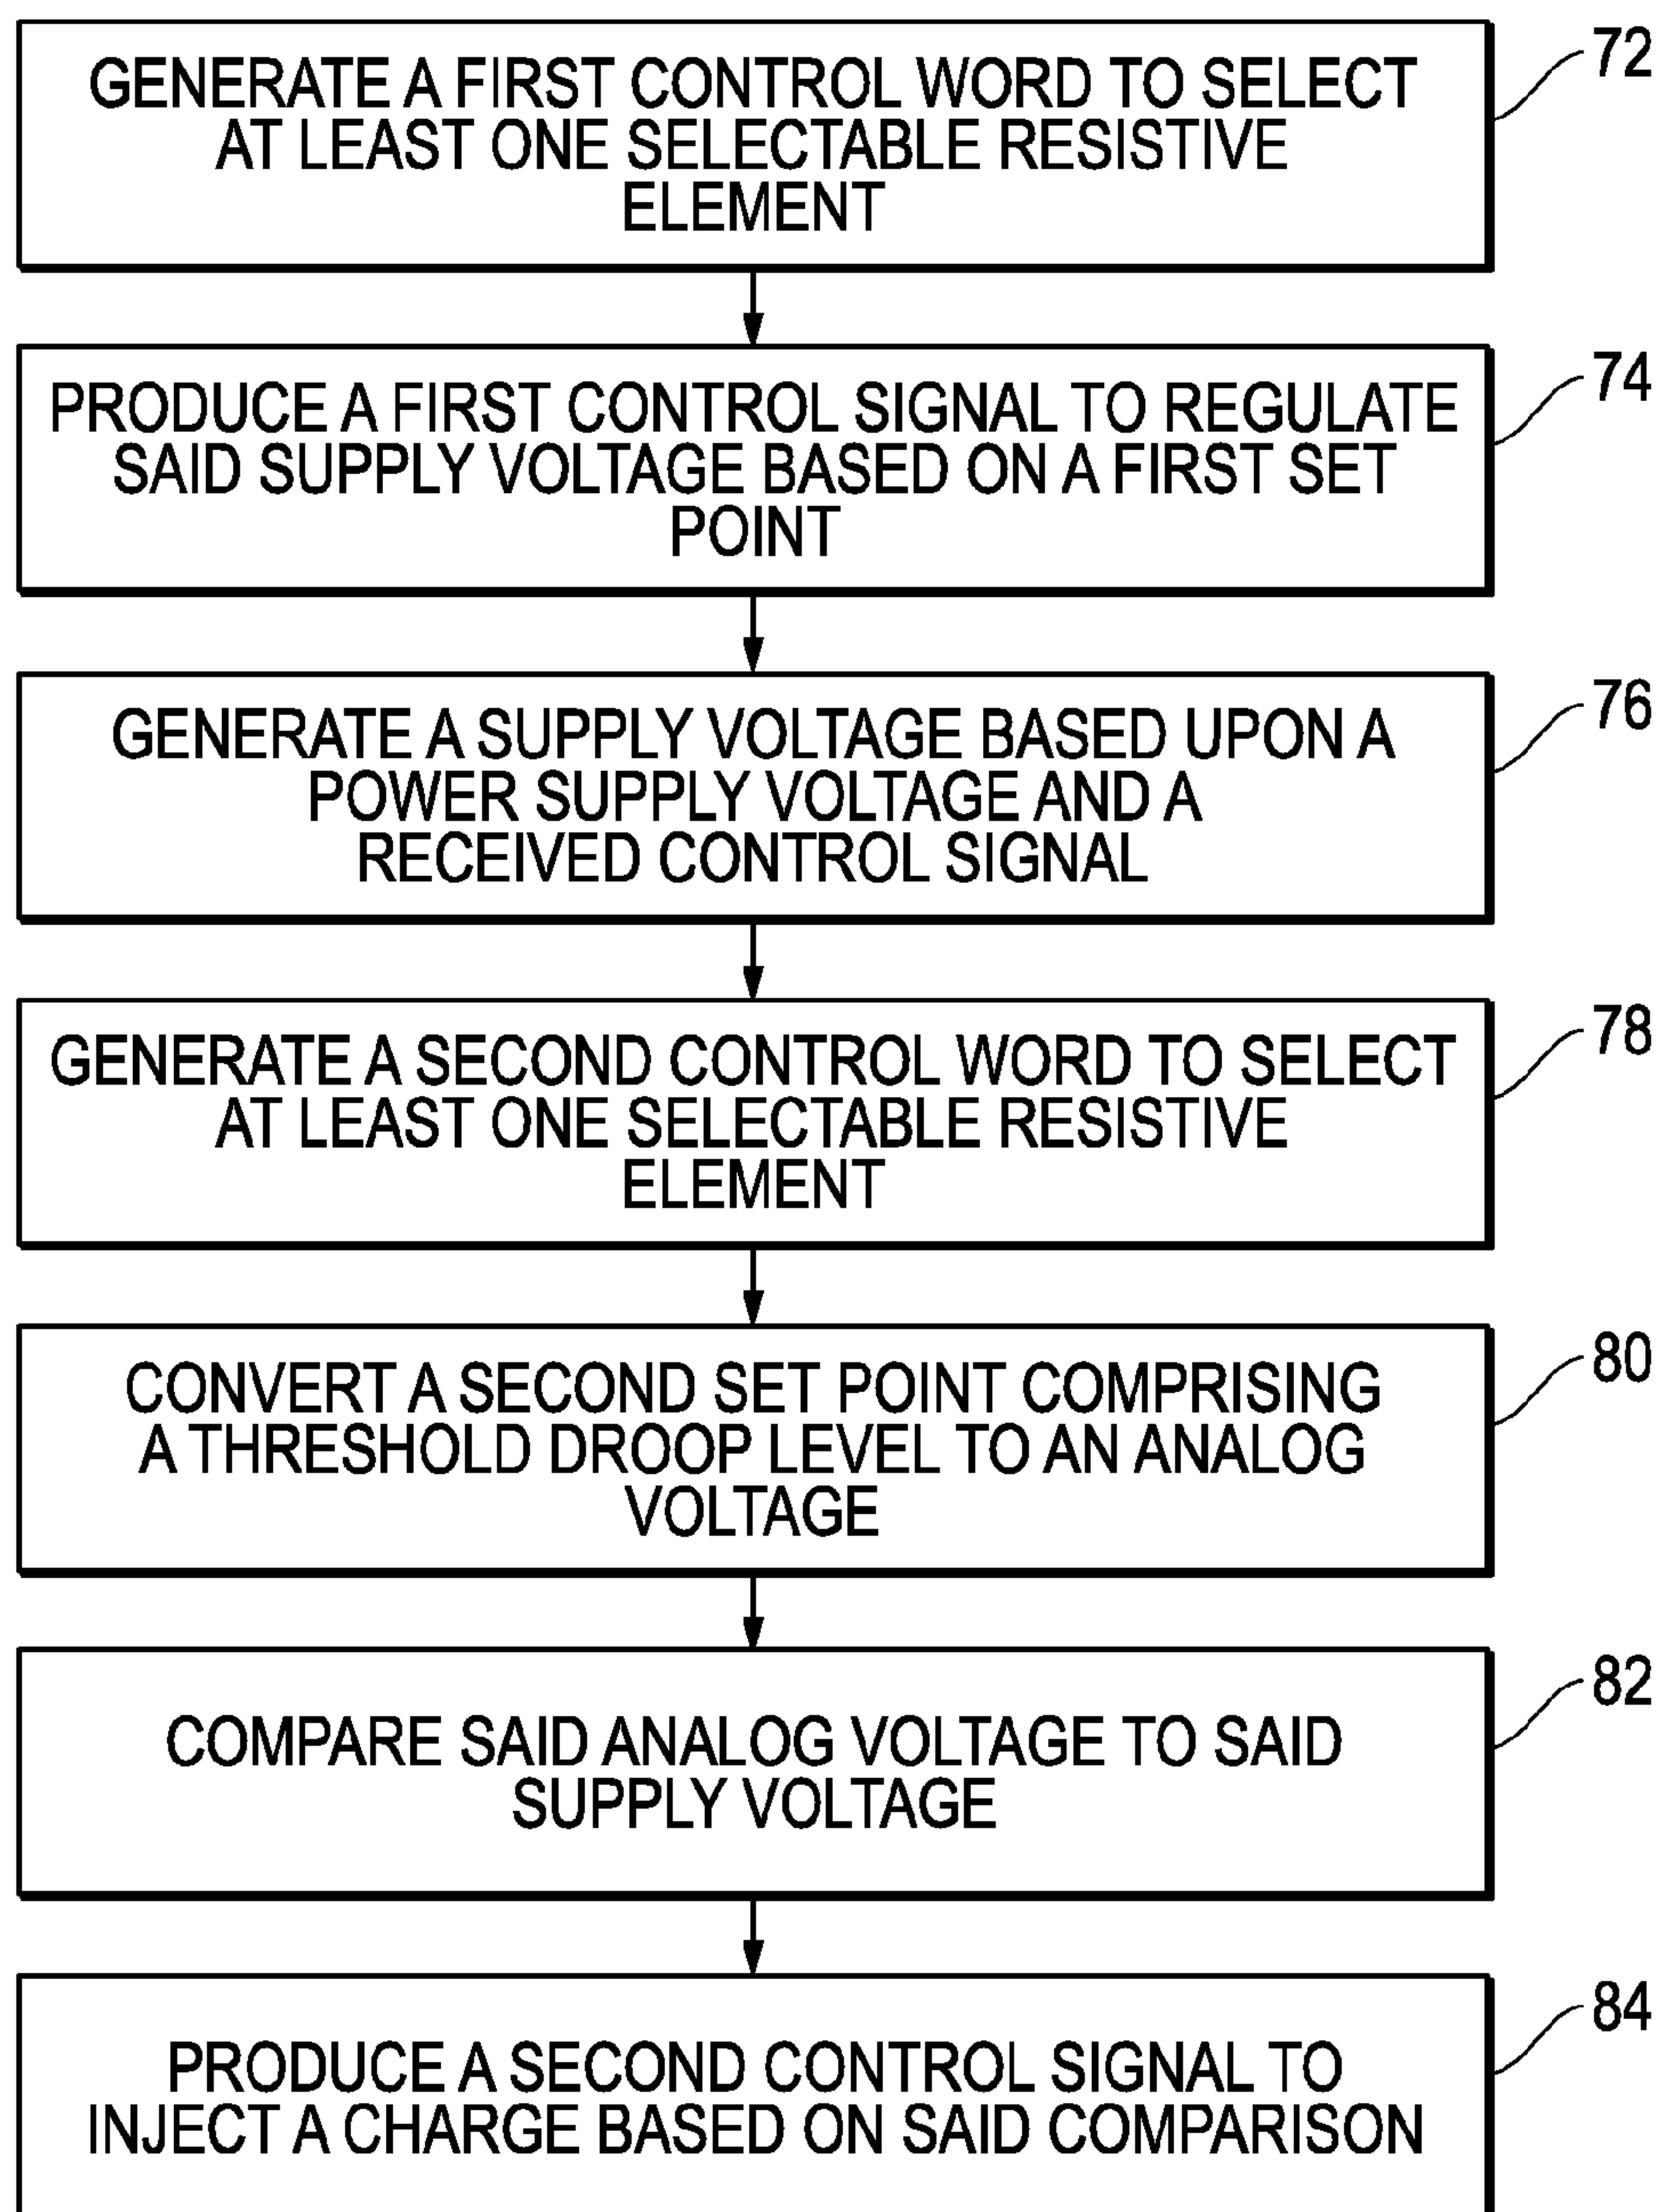 GENERATE A FIRST CONTROL WORD TO SELECT
AT LEAST ONE SELECTABLE RESISTIVE
ELEMENT
72
PRODUCE A FIRST CONTROL SIGNAL TO REGULATE
SAID SUPPLY VOLTAGE BASED ON A FIRST SET
POINT
74
GENERATE A SUPPLY VOLTAGE BASED UPON A
POWER SUPPLY VOLTAGE AND A
RECEIVED CONTROL SIGNAL
76
GENERATE A SECOND CONTROL WORD TO SELECT
AT LEAST ONE SELECTABLE RESISTIVE
ELEMENT
78
CONVERT A SECOND SET POINT COMPRISING
A THRESHOLD DROOP LEVEL TO AN ANALOG
VOLTAGE
80
COMPARE SAID ANALOG VOLTAGE TO SAID
SUPPLY VOLTAGE
82
PRODUCE A SECOND CONTROL SIGNAL TO
INJECT A CHARGE BASED ON SAID COMPARISON
84